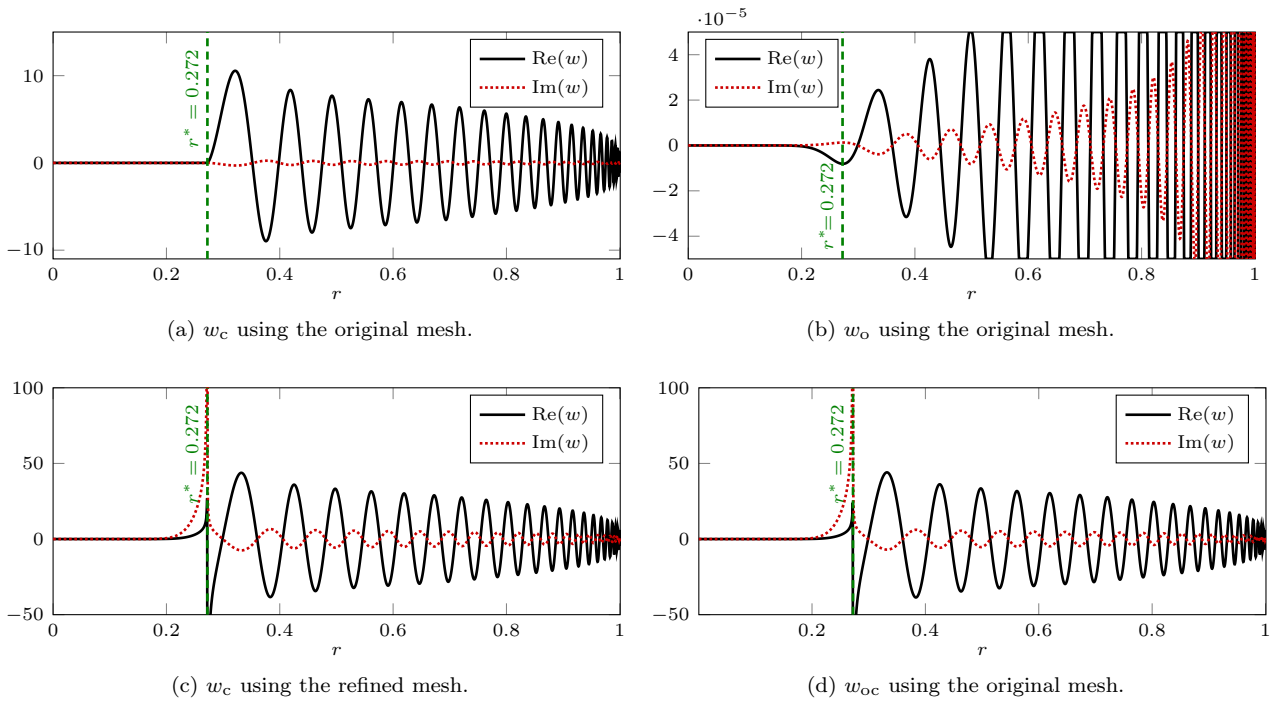 ·10⁻⁵
10
0
−10
r* = 0.272
Re(w)
Im(w)
0
0.2
0.4
0.6
0.8
1
r
(a) w_c using the original mesh.
4
2
0
−2
−4
r* = 0.272
Re(w)
Im(w)
0
0.2
0.4
0.6
0.8
1
r
(b) w_o using the original mesh.
100
50
0
−50
r* = 0.272
Re(w)
Im(w)
0
0.2
0.4
0.6
0.8
1
r
(c) w_c using the refined mesh.
100
50
0
−50
r* = 0.272
Re(w)
Im(w)
0.2
0.4
0.6
0.8
1
r
(d) w_oc using the original mesh.